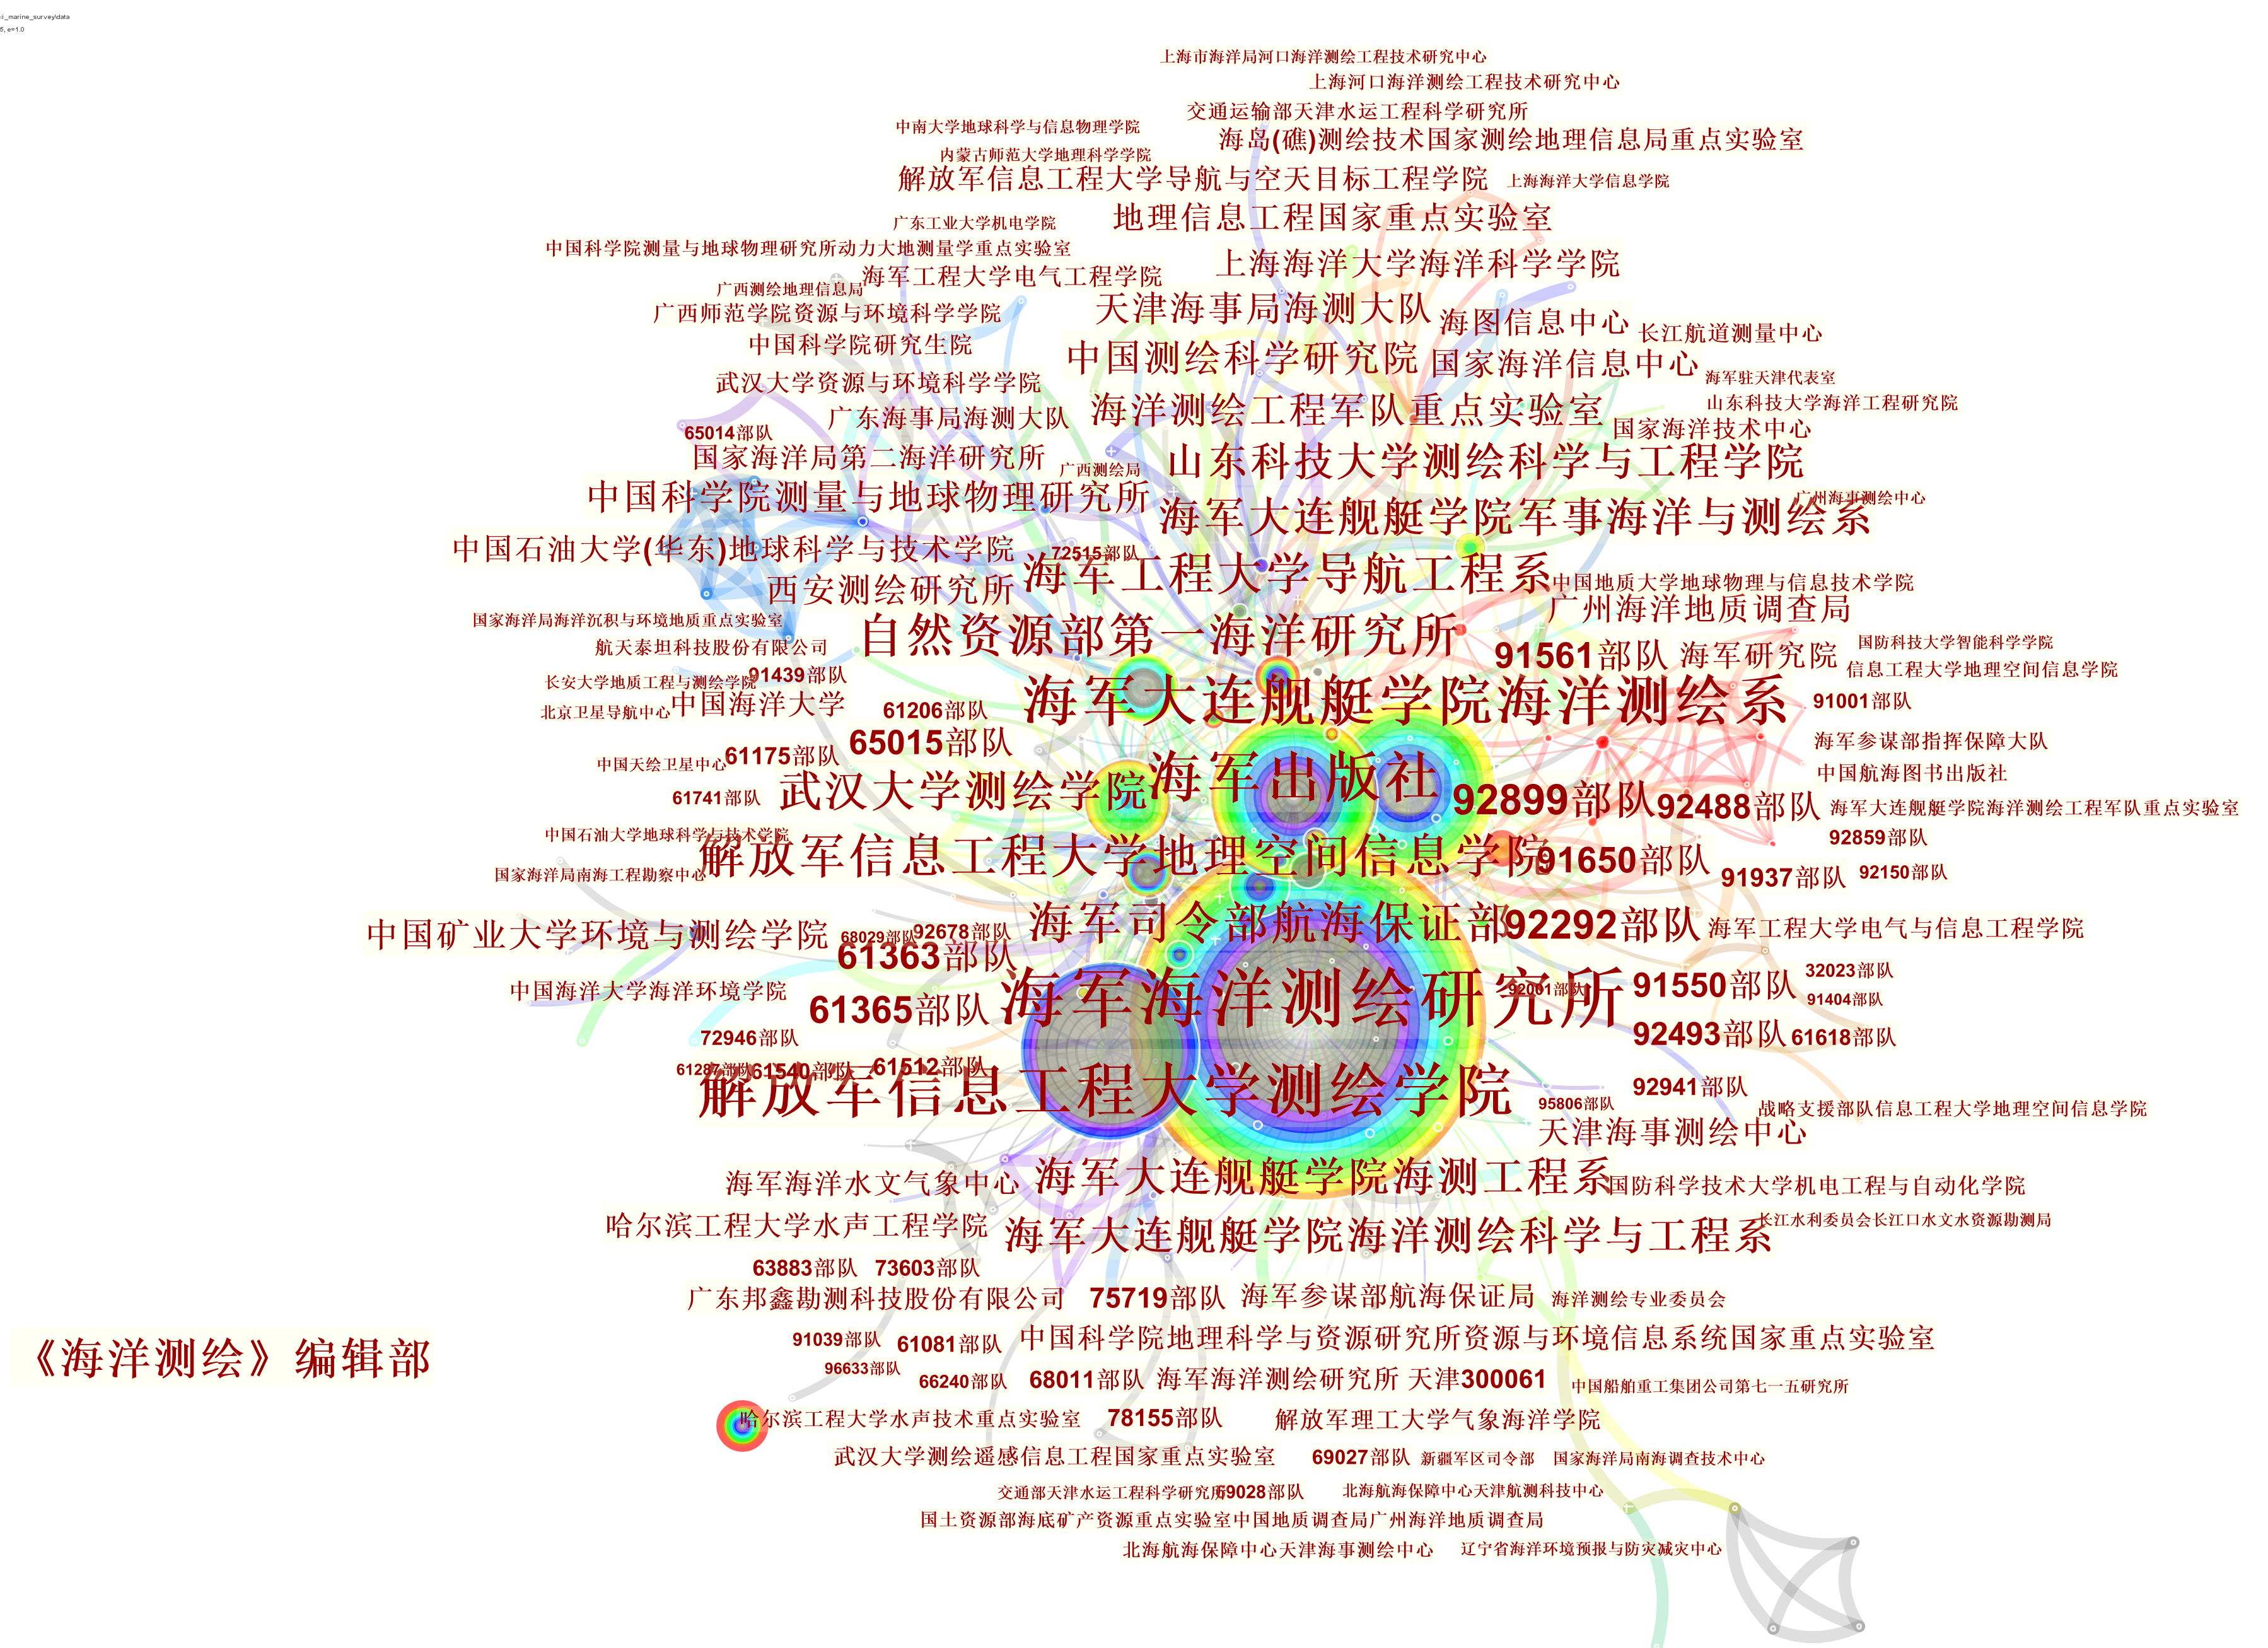 i_marine_survey\data
5, e=1.0
上海市海洋局河口海洋测绘工程技术研究中心
上海河口海洋测绘工程技术研究中心
交通运输部天津水运工程科学研究所
中南大学地球科学与信息物理学院
海岛(礁)测绘技术国家测绘地理信息局重点实验室
内蒙古师范大学地理科学学院
解放军信息工程大学导航与空天目标工程学院
上海海洋大学信息学院
地理信息工程国家重点实验室
广东工业大学机电学院
中国科学院测量与地球物理研究所动力大地测量学重点实验室
上海海洋大学海洋科学学院
海军工程大学电气工程学院
广西测绘地理信息局
天津海事局海测大队
广西师范学院资源与环境科学学院
海图信息中心
长江航道测量中心
中国科学院研究生院
中国测绘科学研究院
国家海洋信息中心
海军驻天津代表室
武汉大学资源与环境科学学院
山东科技大学海洋工程研究院
广东海事局海测大队
海洋测绘工程军队重点实验室
国家海洋技术中心
65014部队
国家海洋局第二海洋研究所
广西测绘局
山东科技大学测绘科学与工程学院
中国科学院测量与地球物理研究所
广州海事测绘中心
海军大连舰艇学院军事海洋与测绘系
中国石油大学(华东)地球科学与技术学院
72515部队
海军工程大学导航工程系
中国地质大学地球物理与信息技术学院
西安测绘研究所
广州海洋地质调查局
国家海洋局海洋沉积与环境地质重点实验室
自然资源部第一海洋研究所
国防科技大学智能科学学院
航天泰坦科技股份有限公司
91561部队
海军研究院
信息工程大学地理空间信息学院
91439部队
长安大学地质工程与测绘学院
中国海洋大学
北京卫星导航中心
61206部队
海军大连舰艇学院海洋测绘系
91001部队
65015部队
海军参谋部指挥保障大队
61175部队
中国天绘卫星中心
中国航海图书出版社
海军出版社
武汉大学测绘学院
61741部队
92899部队
92488部队
海军大连舰艇学院海洋测绘工程军队重点实验室
中国石油大学地球科学与技术学院
92859部队
解放军信息工程大学地理空间信息学院
91650部队
国家海洋局南海工程勘察中心
91937部队
92150部队
海军司令部航海保证部
92292部队
海军工程大学电气与信息工程学院
中国矿业大学环境与测绘学院
68029部队
92678部队
61363部队
32023部队
中国海洋大学海洋环境学院
海军海洋测绘研究所
92001部队
91550部队
91404部队
61365部队
92493部队
61618部队
72946部队
61287部队
61540部队
61512部队
92941部队
解放军信息工程大学测绘学院
95806部队
战略支援部队信息工程大学地理空间信息学院
天津海事测绘中心
海军海洋水文气象中心
海军大连舰艇学院海测工程系
国防科学技术大学机电工程与自动化学院
哈尔滨工程大学水声工程学院
海军大连舰艇学院海洋测绘科学与工程系
长江水利委员会长江口水文水资源勘测局
63883部队
73603部队
广东邦鑫勘测科技股份有限公司
75719部队
海军参谋部航海保证局
海洋测绘专业委员会
91039部队
61081部队
中国科学院地理科学与资源研究所资源与环境信息系统国家重点实验室
《海洋测绘》编辑部
96633部队
66240部队
68011部队
海军海洋测绘研究所 天津300061
中国船舶重工集团公司第七一五研究所
哈尔滨工程大学水声技术重点实验室
78155部队
解放军理工大学气象海洋学院
武汉大学测绘遥感信息工程国家重点实验室
69027部队
新疆军区司令部
国家海洋局南海调查技术中心
交通部天津水运工程科学研究所
69028部队
北海航海保障中心天津航测科技中心
国土资源部海底矿产资源重点实验室中国地质调查局广州海洋地质调查局
北海航海保障中心天津海事测绘中心
辽宁省海洋环境预报与防灾减灾中心